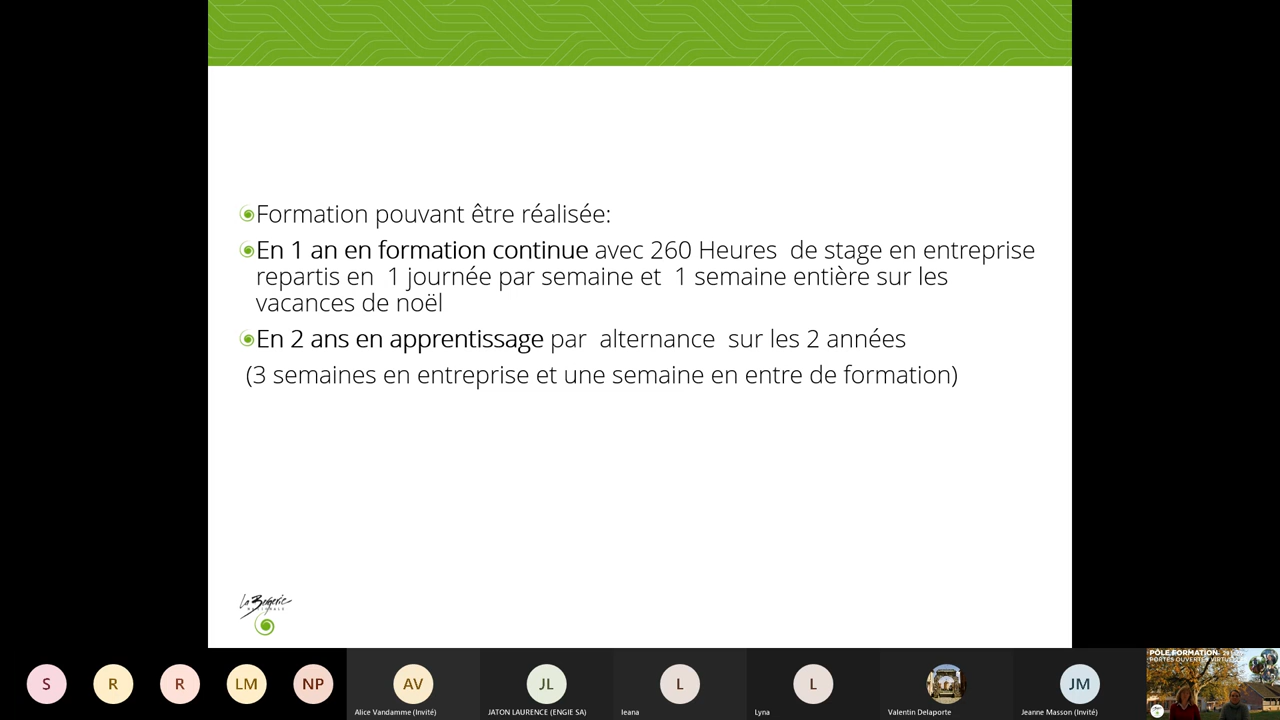 Formation pouvant être réalisée:
En 1 an en formation continue avec 260 Heures de stage en entreprise
repartis en 1 journée par semaine et 1 semaine entière sur les
vacances de noël
En 2 ans en apprentissage par alternance sur les 2 années
(3 semaines en entreprise et une semaine en entre de formation)
La Bergerie
NATIONALE
S
R
R
LM
NP
AV
JL
L
L
JM
Alice Vandamme (Invité)
JATON LAURENCE (ENGIE SA)
Ieana
Lyna
Valentin Delaporte
Jeanne Masson (Invité)
PÔLE FORMATION
PORTES OUVERTES VIRTUELLES